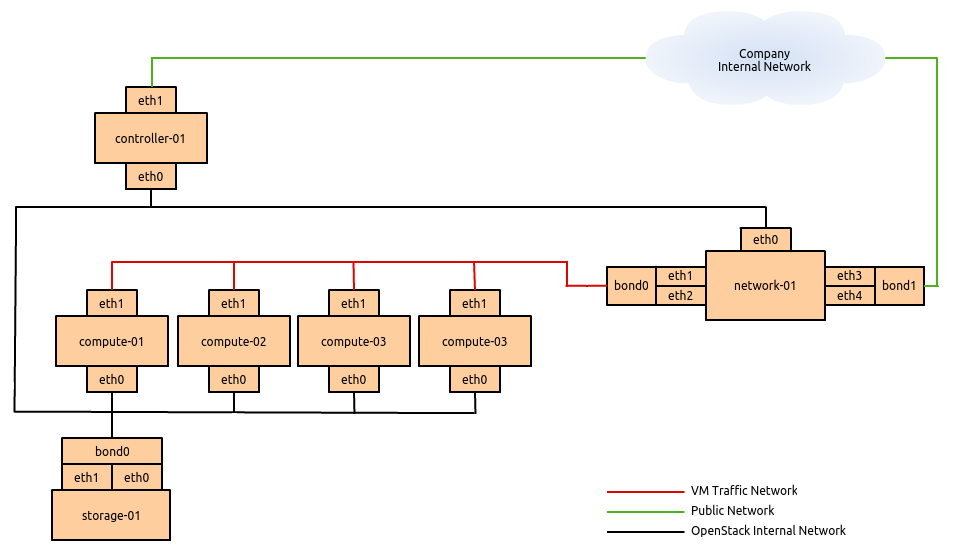 Company
Internal Network
eth1
controller-01
eth0
eth0
network-01
bond0
eth1
eth2
eth3
eth4
bond1
eth1
eth1
eth1
eth1
compute-01
compute-02
compute-03
compute-03
eth0
eth0
eth0
eth0
bond0
eth1
eth0
storage-01
VM Traffic Network
Public Network
OpenStack Internal Network